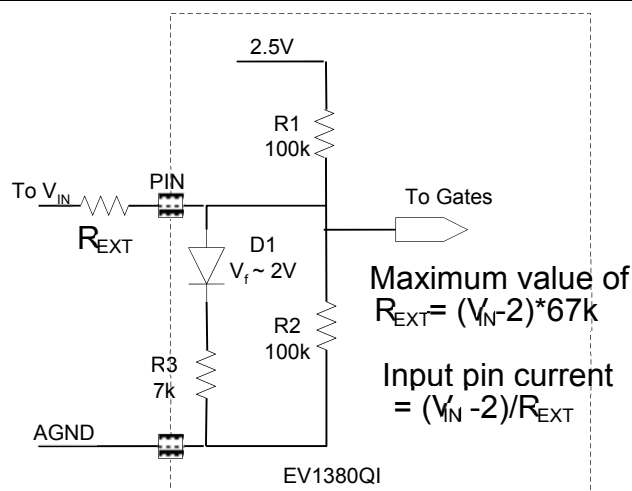 2.5V
R1
100k
To V_IN
PIN
R_EXT
To Gates
D1
V_f ~ 2V
Maximum value of
R_EXT= (V_IN-2)*67k
R2
100k
R3
7k
Input pin current
= (V_IN -2)/R_EXT
AGND
EV1380QI